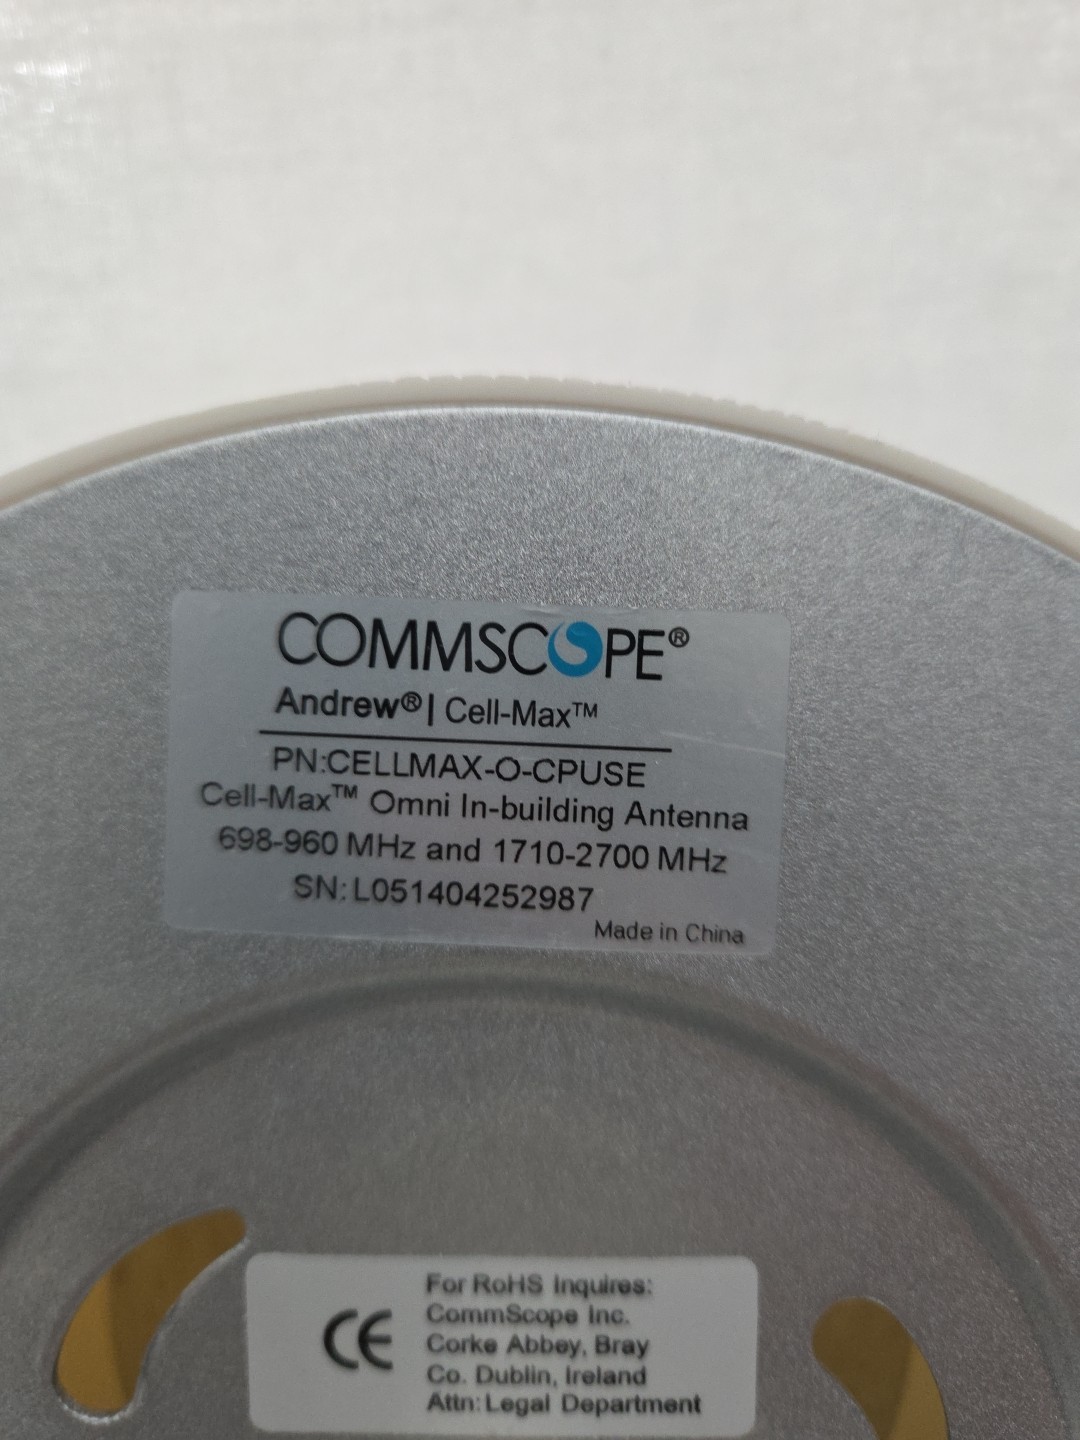 COMMSCOPE®
Andrew® | Cell-Max™
PN:CELLMAX-O-CPUSE
Cell-Max™ Omni In-building Antenna
698-960 MHz and 1710-2700 MHz
SN: L051404252987
Made in China
CE
For RoHS Inquires:
CommScope Inc.
Corke Abbey, Bray
Co. Dublin, Ireland
Attn: Legal Department